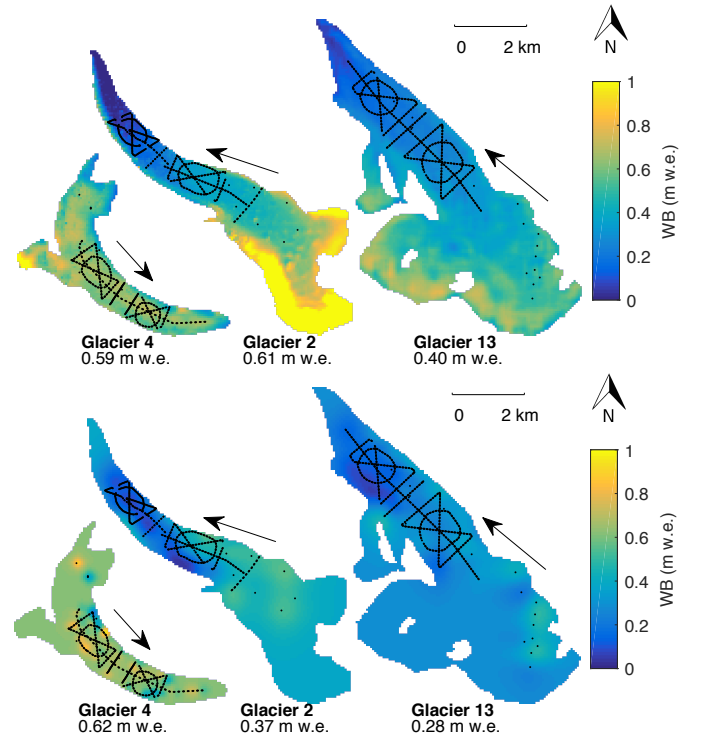 0 2 km
N
1
0.8
0.6
0.4
0.2
0
WB (m w.e.)
Glacier 4
0.59 m w.e.
Glacier 2
0.61 m w.e.
Glacier 13
0.40 m w.e.
0 2 km
N
1
0.8
0.6
0.4
0.2
0
WB (m w.e.)
Glacier 4
0.62 m w.e.
Glacier 2
0.37 m w.e.
Glacier 13
0.28 m w.e.